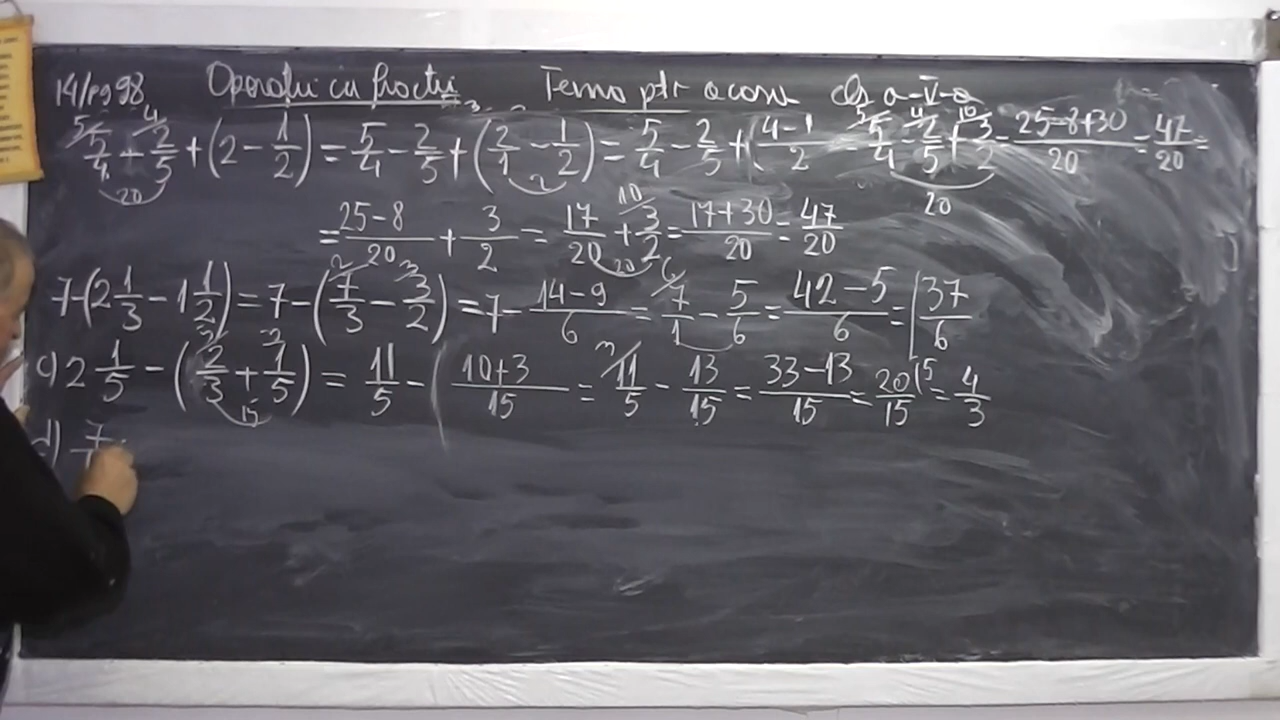 14/pg 98 Operații cu fracții Temă ptr acasă cls a-V-a
5/4 + 2/5 + (2 - 1/2) = 5/4 - 2/5 + (2/1 - 1/2) = 5/4 - 2/5 + (4-1/2 = 5/4 - 2/5 + 3/2 = 25-8+30/20 = 47/20 =
= 25-8/20 + 3/2 = 17/20 + 3/2 = 17+30/20 = 47/20
7-(2 1/3 - 1 1/2) = 7-(7/3 - 3/2) = 7- 14-9/6 = 7/1 - 5/6 = 42-5/6 = 37/6
c) 2 1/5 - (2/3 + 1/5) = 11/5 - ( 10+3/15 = 11/5 - 13/15 = 33-13/15 = 20/15 (5 = 4/3
d) 7